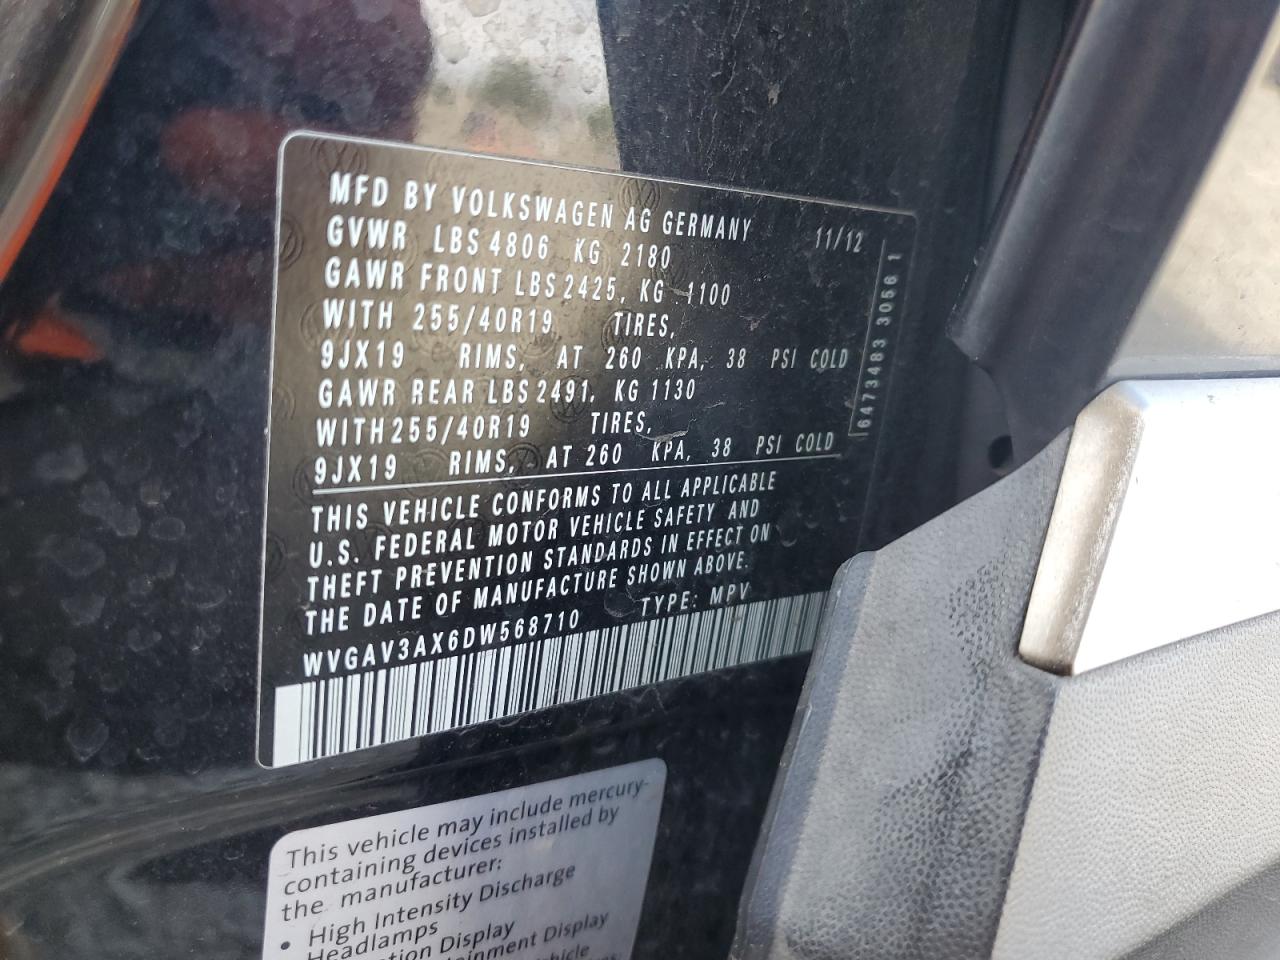 MFD BY VOLKSWAGEN AG GERMANY 11/12
GVWR LBS 4806 KG 2180
GAWR FRONT LBS 2425, KG 1100
WITH 255/40R19 TIRES,
9JX19 RIMS, AT 260 KPA, 38 PSI COLD
GAWR REAR LBS 2491, KG 1130
WITH 255/40R19 TIRES,
9JX19 RIMS, AT 260 KPA, 38 PSI COLD
THIS VEHICLE CONFORMS TO ALL APPLICABLE
U.S. FEDERAL MOTOR VEHICLE SAFETY AND
THEFT PREVENTION STANDARDS IN EFFECT ON
THE DATE OF MANUFACTURE SHOWN ABOVE.
WVGAV3AX6DW568710 TYPE: MPV
6473483 3056 1
This vehicle may include mercury-
containing devices installed by
the manufacturer:
• High Intensity Discharge
Headlamps
Display
Display